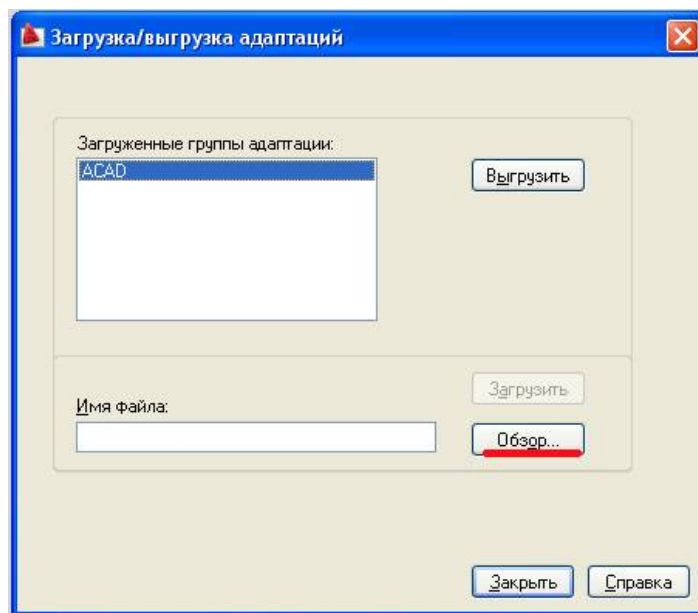 Загрузка/выгрузка адаптаций
Загруженные группы адаптации:
ACAD
Выгрузить
Загрузить
Имя файла:
Обзор...
Закрыть
Справка